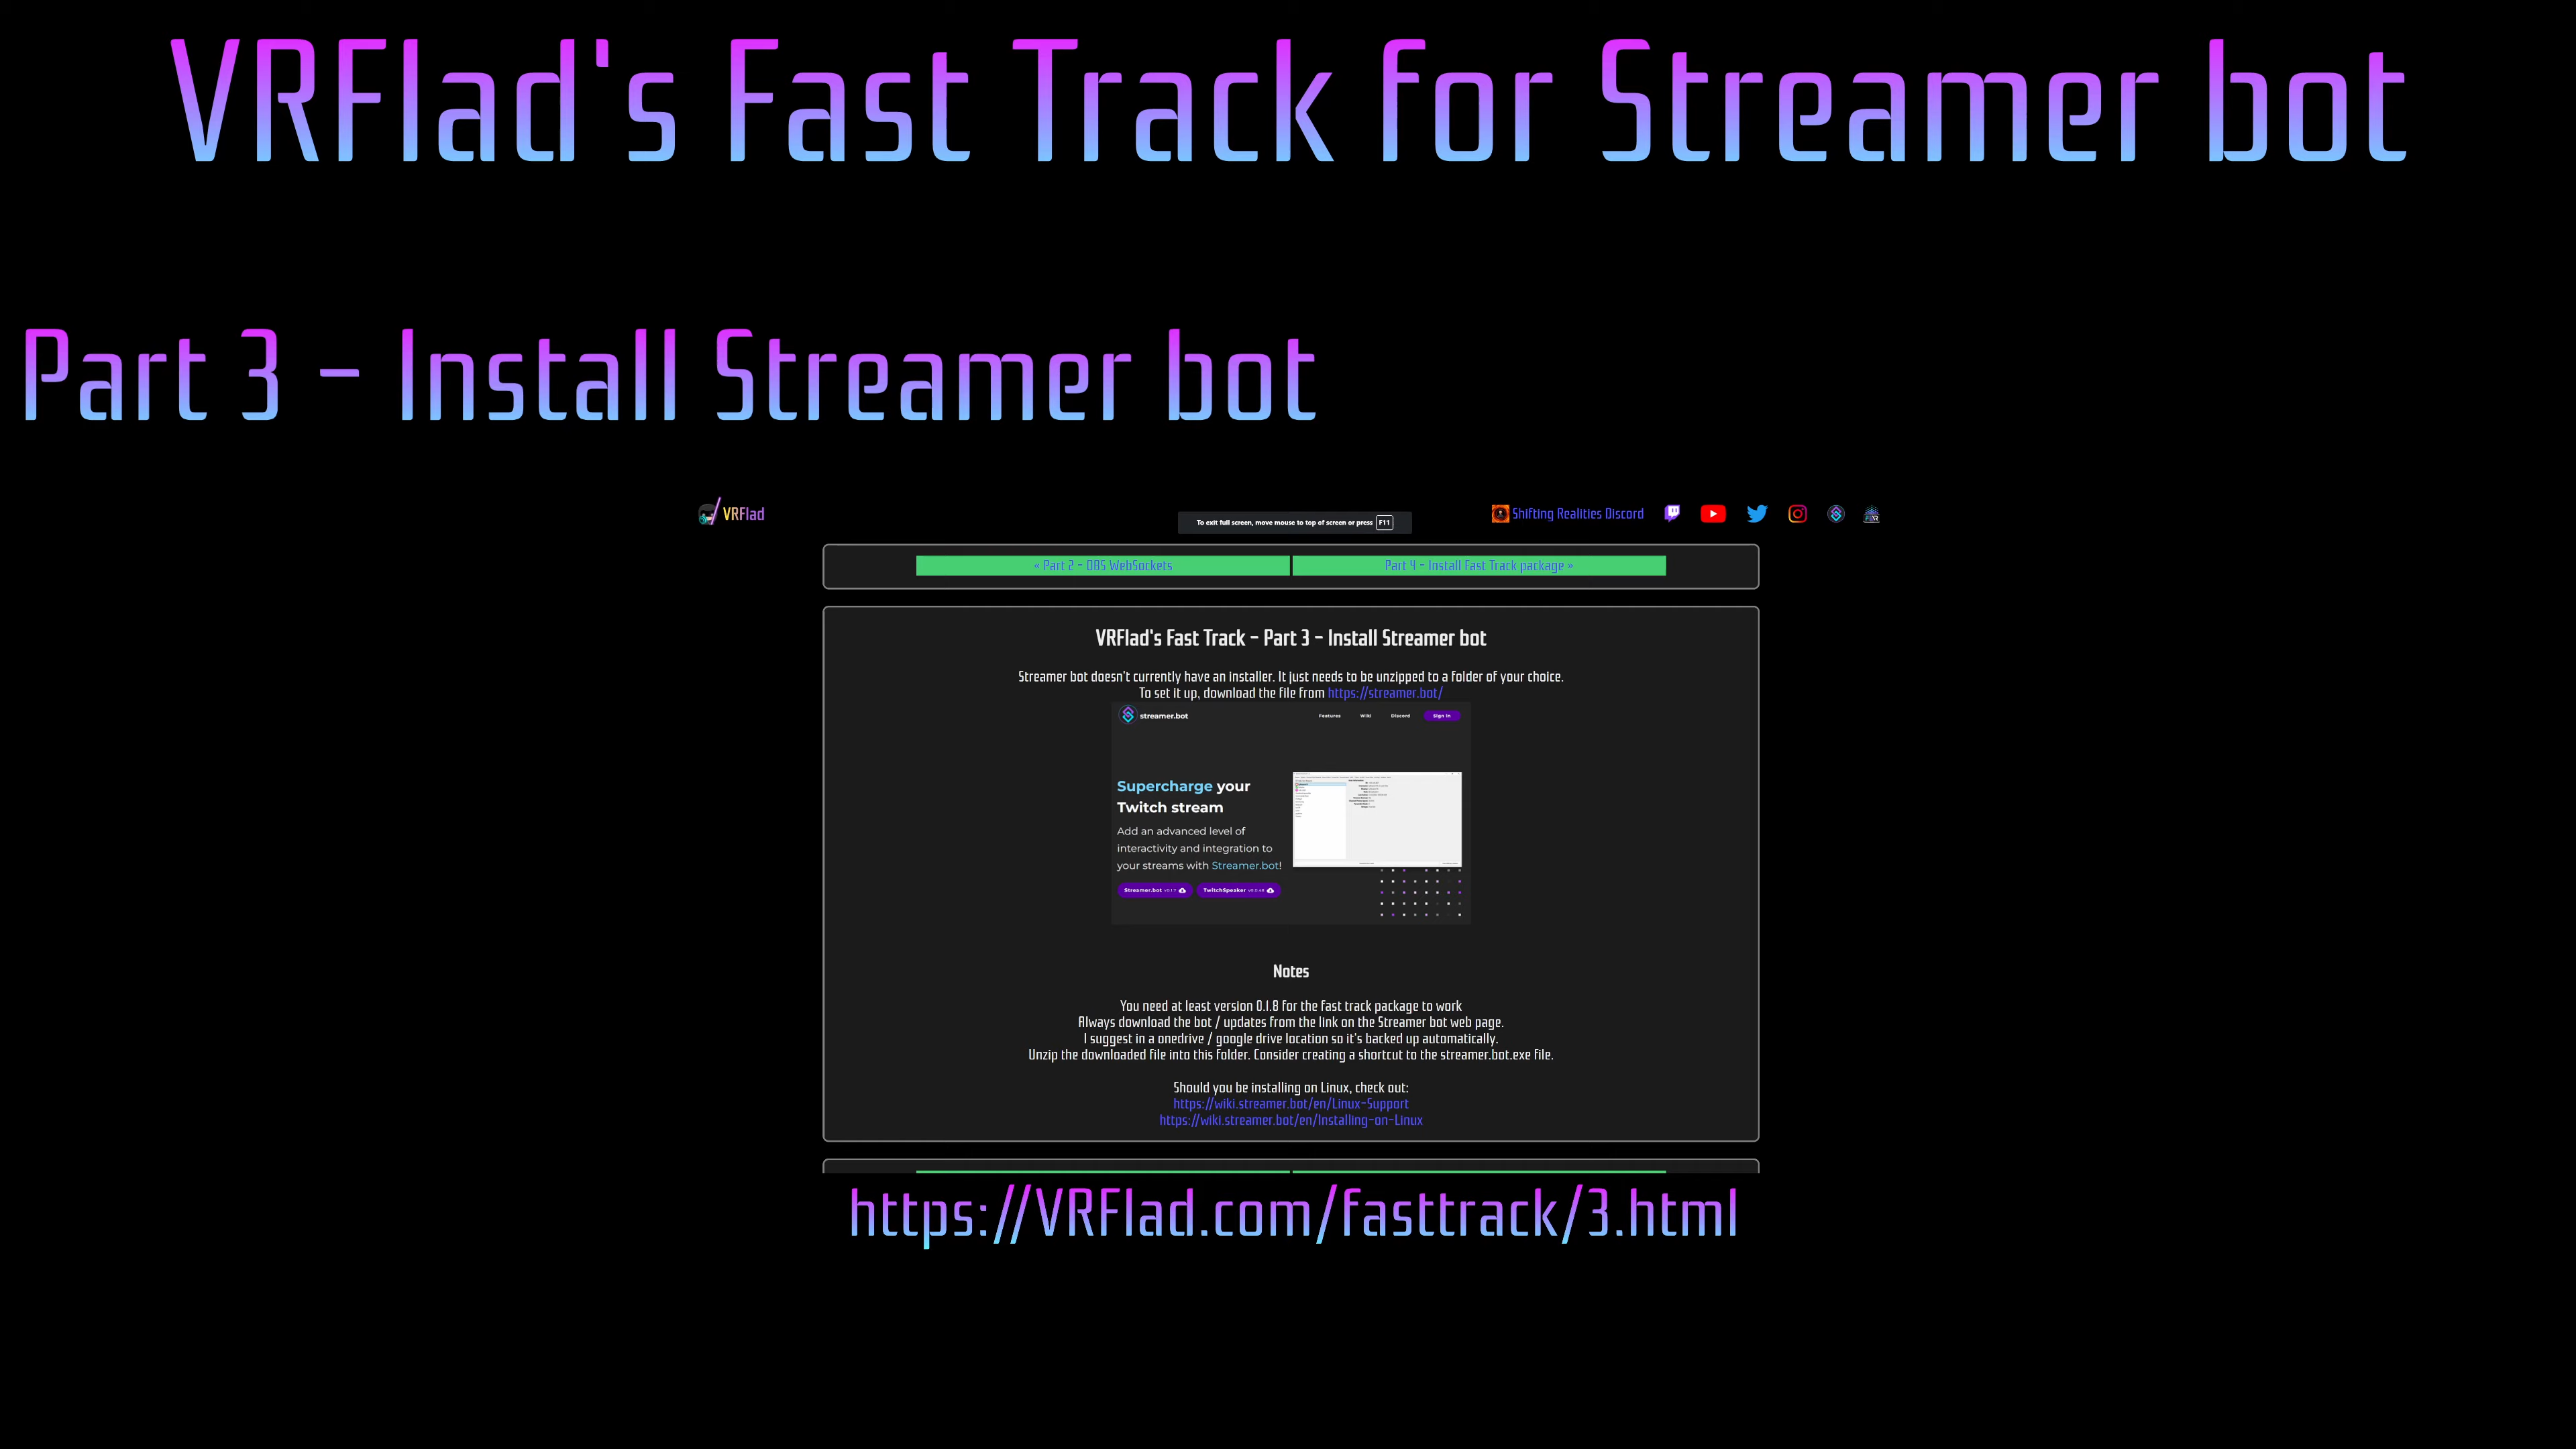 VRFlad's Fast Track for Streamer bot
Part 3 - Install Streamer bot
VRFlad
To exit full screen, move mouse to top of screen or press F11
Shifting Realities Discord
« Part 2 - OBS WebSockets
Part 4 - Install Fast Track package »
VRFlad's Fast Track - Part 3 - Install Streamer bot
Streamer bot doesn't currently have an installer. It just needs to be unzipped to a folder of your choice.
To set it up, download the file from https://streamer.bot/
streamer.bot
Features Wiki Discord Sign In
Supercharge your
Twitch stream
Add an advanced level of
interactivity and integration to
your streams with Streamer.bot!
Streamer.bot v0.1.7
TwitchSpeaker
Notes
You need at least version 0.1.8 for the fast track package to work
Always download the bot / updates from the link on the Streamer bot web page.
I suggest in a onedrive / google drive location so it's backed up automatically.
Unzip the downloaded file into this folder. Consider creating a shortcut to the streamer.bot.exe file.
Should you be installing on Linux, check out:
https://wiki.streamer.bot/en/Linux-Support
https://wiki.streamer.bot/en/Installing-on-Linux
https://VRFlad.com/fasttrack/3.html